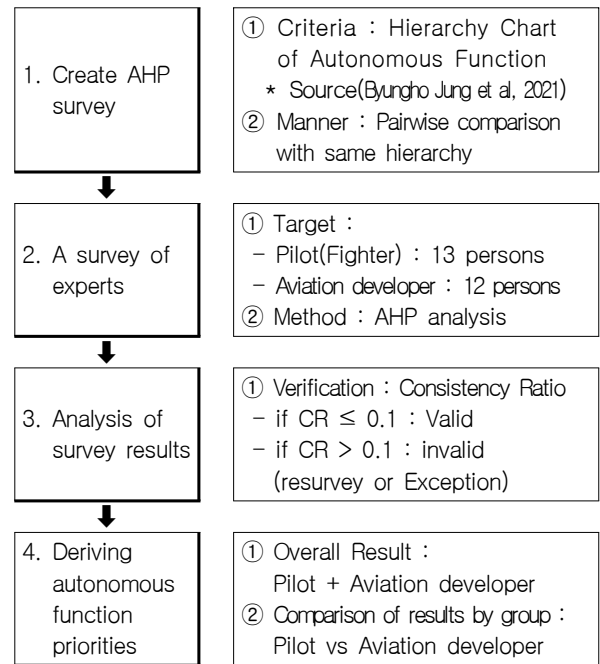 1. Create AHP
survey
① Criteria : Hierarchy Chart
of Autonomous Function
* Source(Byungho Jung et al, 2021)
② Manner : Pairwise comparison
with same hierarchy
2. A survey of
experts
① Target :
- Pilot(Fighter) : 13 persons
- Aviation developer : 12 persons
② Method : AHP analysis
3. Analysis of
survey results
① Verification : Consistency Ratio
- if CR ≤ 0.1 : Valid
- if CR > 0.1 : invalid
(resurvey or Exception)
4. Deriving
autonomous
function
priorities
① Overall Result :
Pilot + Aviation developer
② Comparison of results by group :
Pilot vs Aviation developer